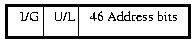 I/G U/L 46 Address bits